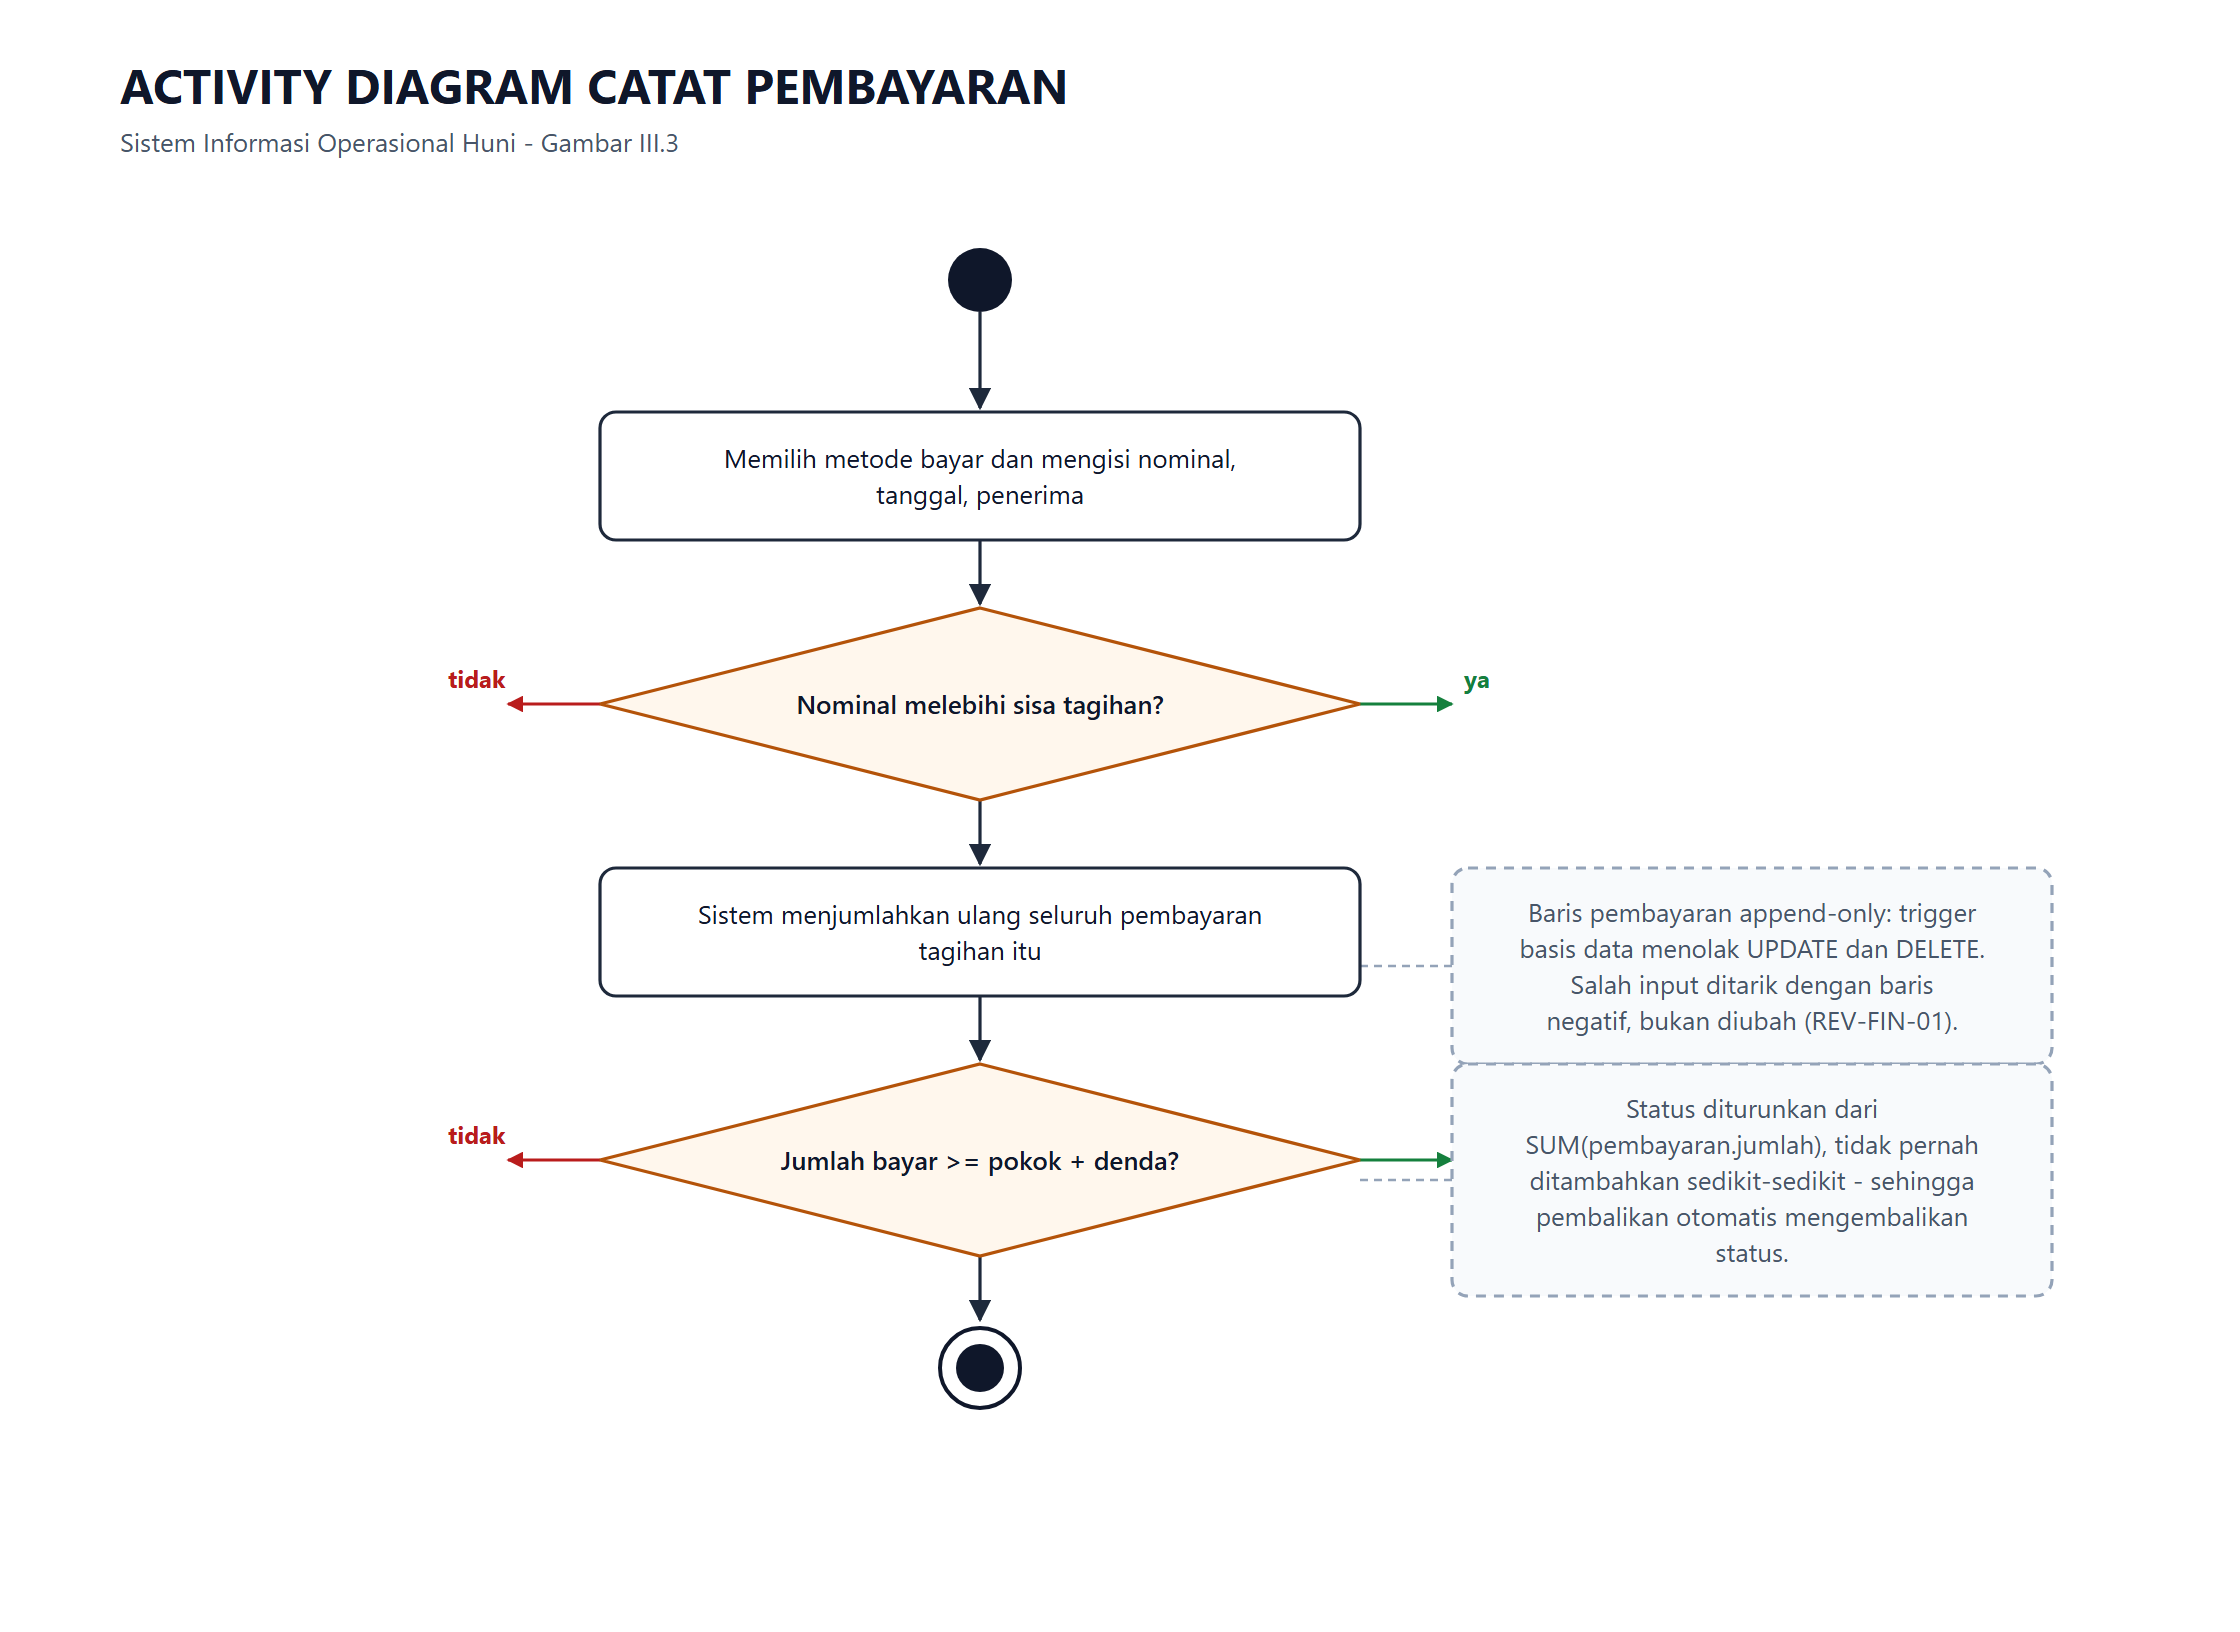 ACTIVITY DIAGRAM CATAT PEMBAYARAN
Sistem Informasi Operasional Huni - Gambar III.3
Memilih metode bayar dan mengisi nominal,
tanggal, penerima
tidak
Nominal melebihi sisa tagihan?
ya
Sistem menjumlahkan ulang seluruh pembayaran
tagihan itu
Baris pembayaran append-only: trigger
basis data menolak UPDATE dan DELETE.
Salah input ditarik dengan baris
negatif, bukan diubah (REV-FIN-01).
tidak
Jumlah bayar >= pokok + denda?
Status diturunkan dari
SUM(pembayaran.jumlah), tidak pernah
ditambahkan sedikit-sedikit - sehingga
pembalikan otomatis mengembalikan
status.